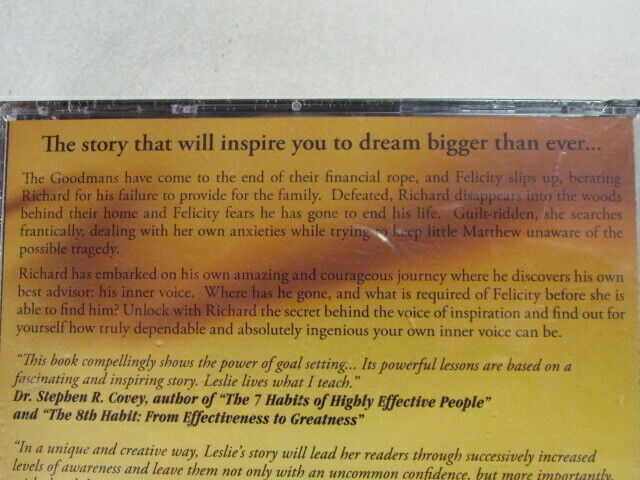 The story that will inspire you to dream bigger than ever...
The Goodmans have come to the end of their financial rope, and Felicity slips up, berating
Richard for his failure to provide for the family. Defeated, Richard disappears into the woods
behind their home and Felicity fears he has gone to end his life. Guilt-ridden, she searches
frantically, dealing with her own anxieties while trying to keep little Matthew unaware of the
possible tragedy.
Richard has embarked on his own amazing and courageous journey where he discovers his own
best advisor: his inner voice. Where has he gone, and what is required of Felicity before she is
able to find him? Unlock with Richard the secret behind the voice of inspiration and find out for
yourself how truly dependable and absolutely ingenious your own inner voice can be.
“This book compellingly shows the power of goal setting... Its powerful lessons are based on a
fascinating and inspiring story. Leslie lives what I teach.”
Dr. Stephen R. Covey, author of “The 7 Habits of Highly Effective People”
and “The 8th Habit: From Effectiveness to Greatness”
“In a unique and creative way, Leslie's story will lead her readers through successively increased
levels of awareness and leave them not only with an uncommon confidence, but more importantly,